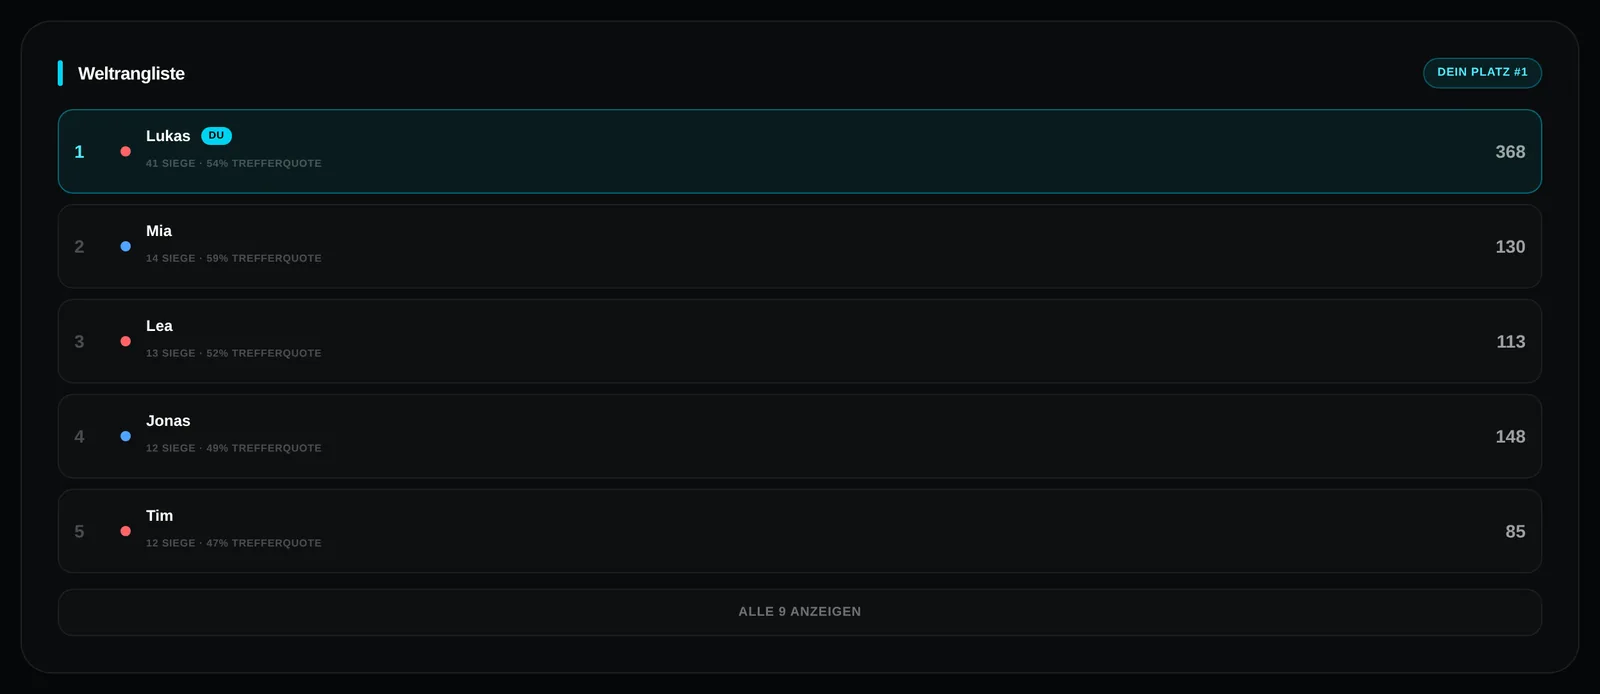 Weltrangliste
DEIN PLATZ #1
1
Lukas DU
41 SIEGE · 54% TREFFERQUOTE
368
2
Mia
14 SIEGE · 59% TREFFERQUOTE
130
3
Lea
13 SIEGE · 52% TREFFERQUOTE
113
4
Jonas
12 SIEGE · 49% TREFFERQUOTE
148
5
Tim
12 SIEGE · 47% TREFFERQUOTE
85
ALLE 9 ANZEIGEN